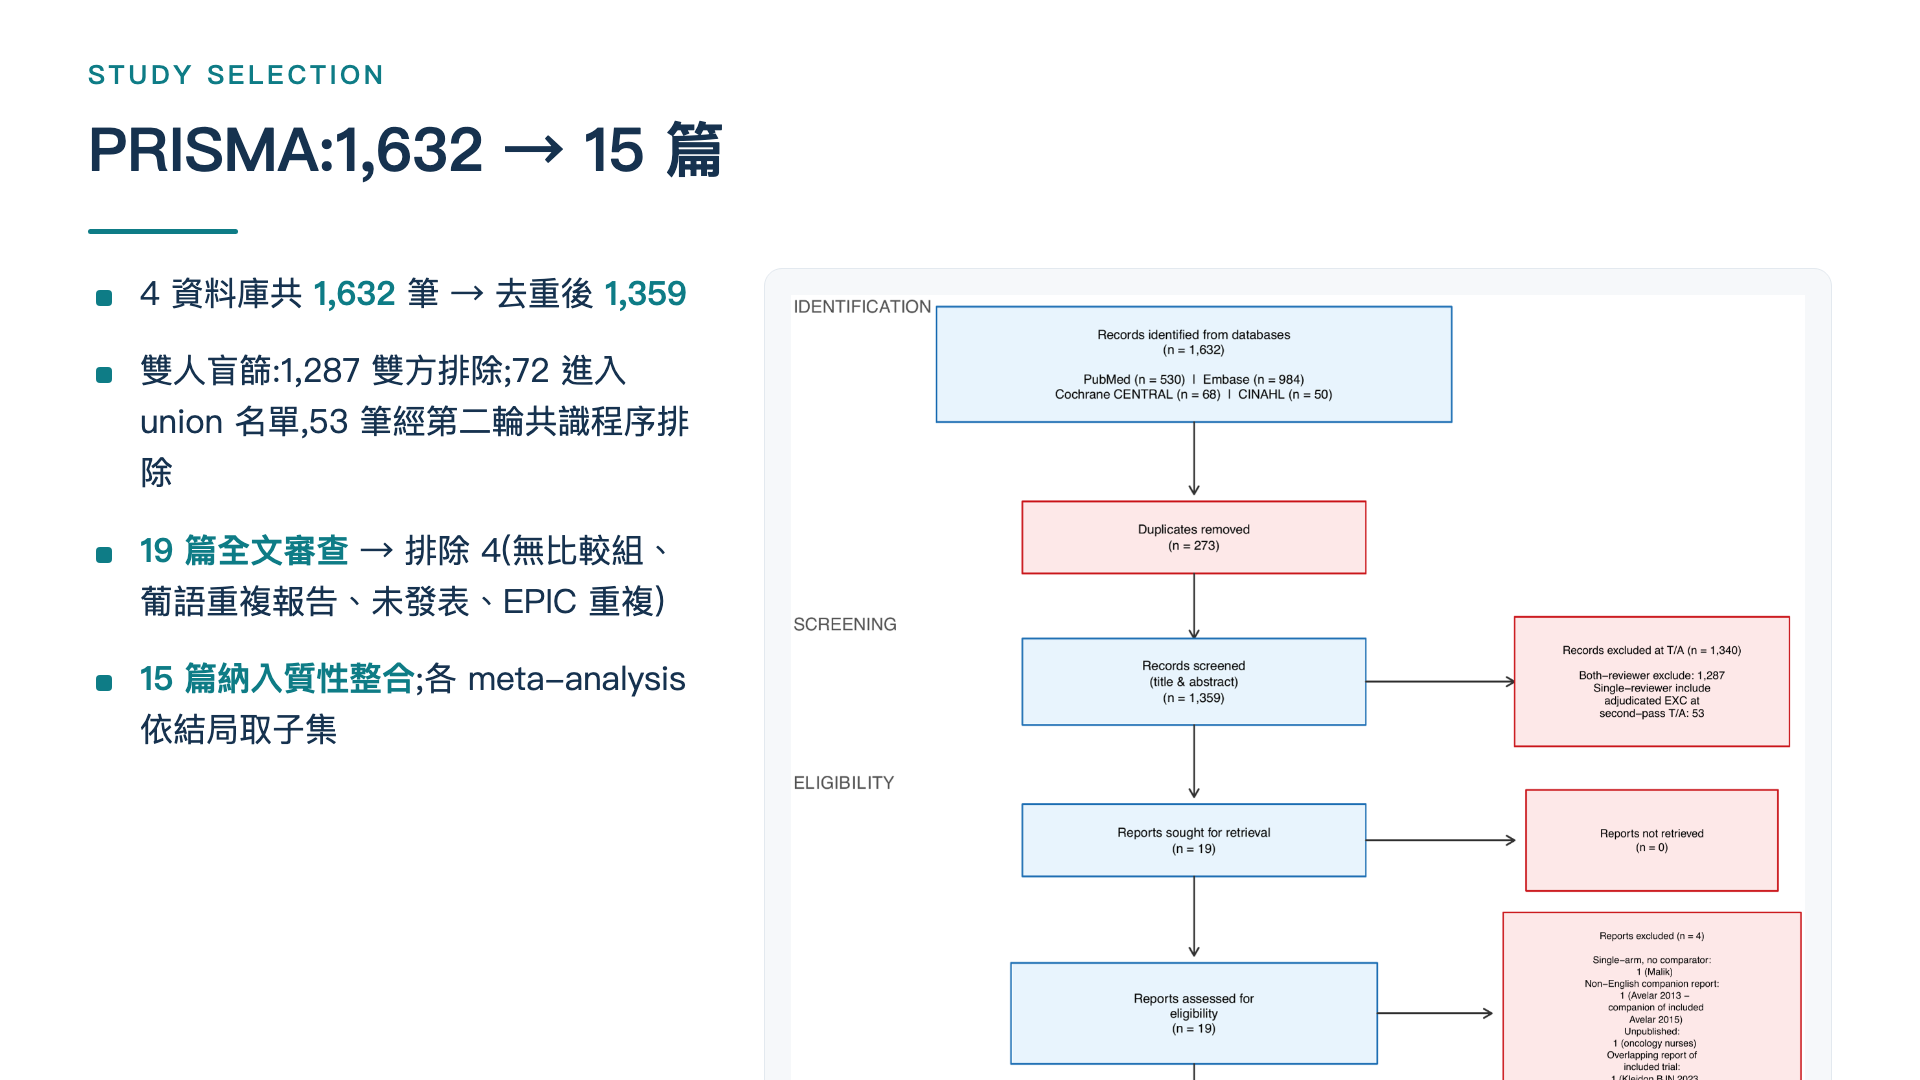 STUDY SELECTION
PRISMA:1,632 → 15 篇
4 資料庫共 1,632 筆 → 去重後 1,359
雙人盲篩:1,287 雙方排除;72 進入
union 名單,53 筆經第二輪共識程序排
除
19 篇全文審查 → 排除 4(無比較組、
葡語重複報告、未發表、EPIC 重複)
15 篇納入質性整合;各 meta-analysis
依結局取子集
IDENTIFICATION
Records identified from databases
(n = 1,632)
PubMed (n = 530) | Embase (n = 984)
Cochrane CENTRAL (n = 68) | CINAHL (n = 50)
Duplicates removed
(n = 273)
SCREENING
Records screened
(title & abstract)
(n = 1,359)
Records excluded at T/A (n = 1,340)
Both-reviewer exclude: 1,287
Single-reviewer include
adjudicated EXC at
second-pass T/A: 53
ELIGIBILITY
Reports sought for retrieval
(n = 19)
Reports not retrieved
(n = 0)
Reports assessed for
eligibility
(n = 19)
Reports excluded (n = 4)
Single-arm, no comparator:
1 (Malik)
Non-English companion report:
1 (Avelar 2013 -
companion of included
Avelar 2015)
Unpublished:
1 (oncology nurses)
Overlapping report of
included trial:
1 (Kleidon BJN 2023